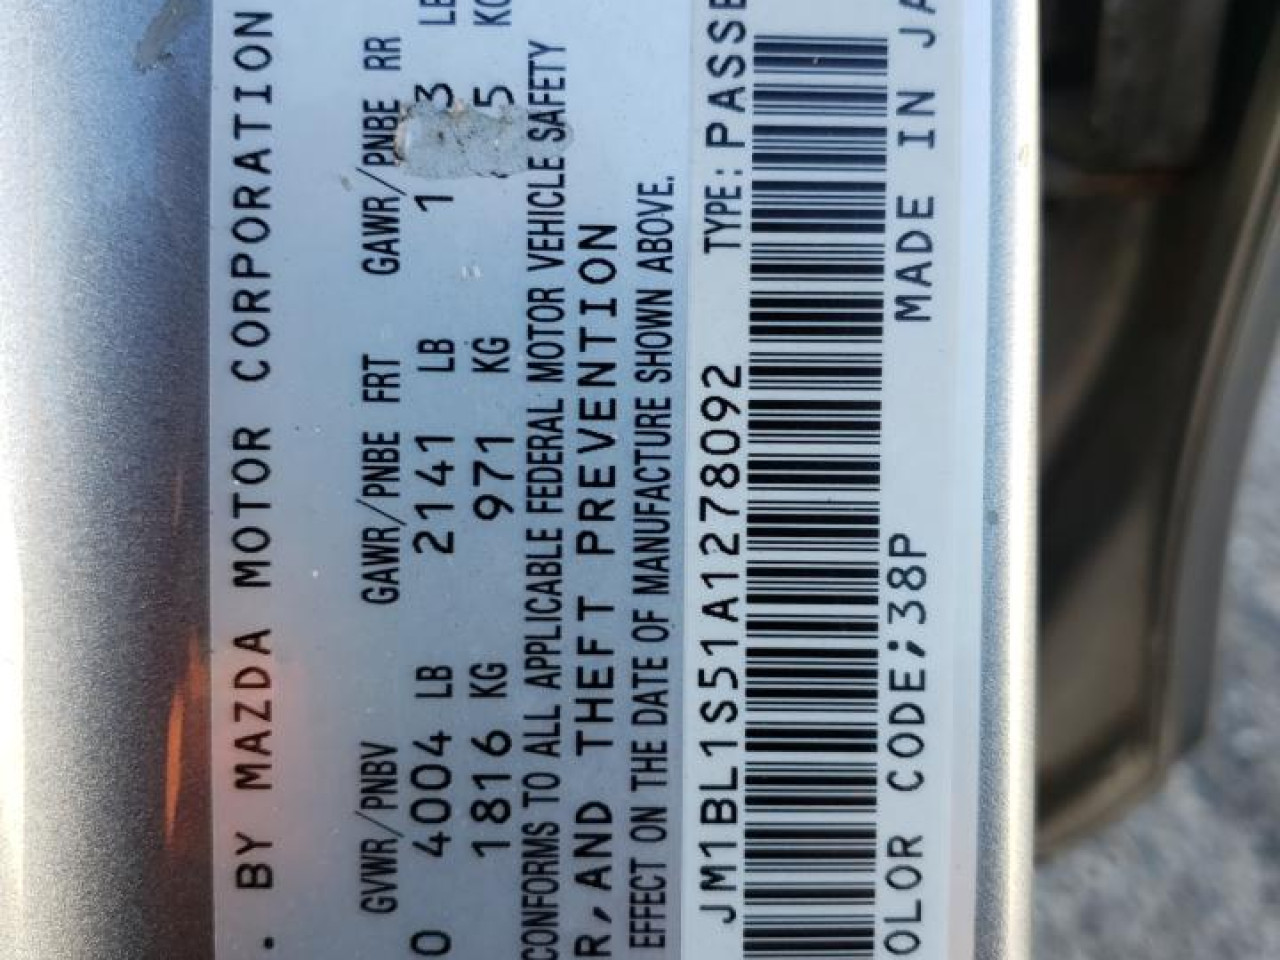 . BY MAZDA MOTOR CORPORATION
GVWR/PNBV GAWR/PNBE FRT GAWR/PNBE RR
0 4004 LB 2141 LB 1 3 LB
1816 KG 971 KG 5 KG
CONFORMS TO ALL APPLICABLE FEDERAL MOTOR VEHICLE SAFETY
R, AND THEFT PREVENTION
EFFECT ON THE DATE OF MANUFACTURE SHOWN ABOVE.
JM1BL1S51A1278092 TYPE: PASSE
OLOR CODE;38P MADE IN JA